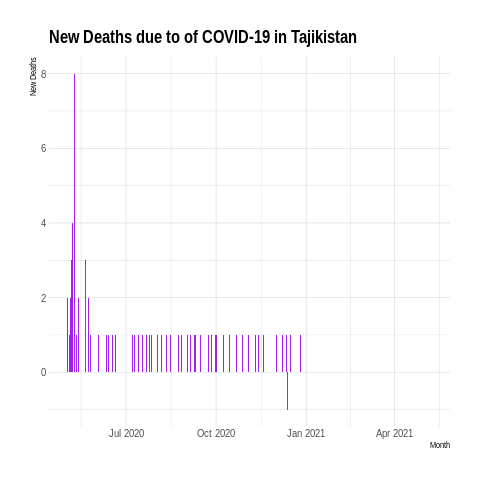 New Deaths due to of COVID-19 in Tajikistan
New Deaths
8
6
4
2
0
Jul 2020 Oct 2020 Jan 2021 Apr 2021
Month